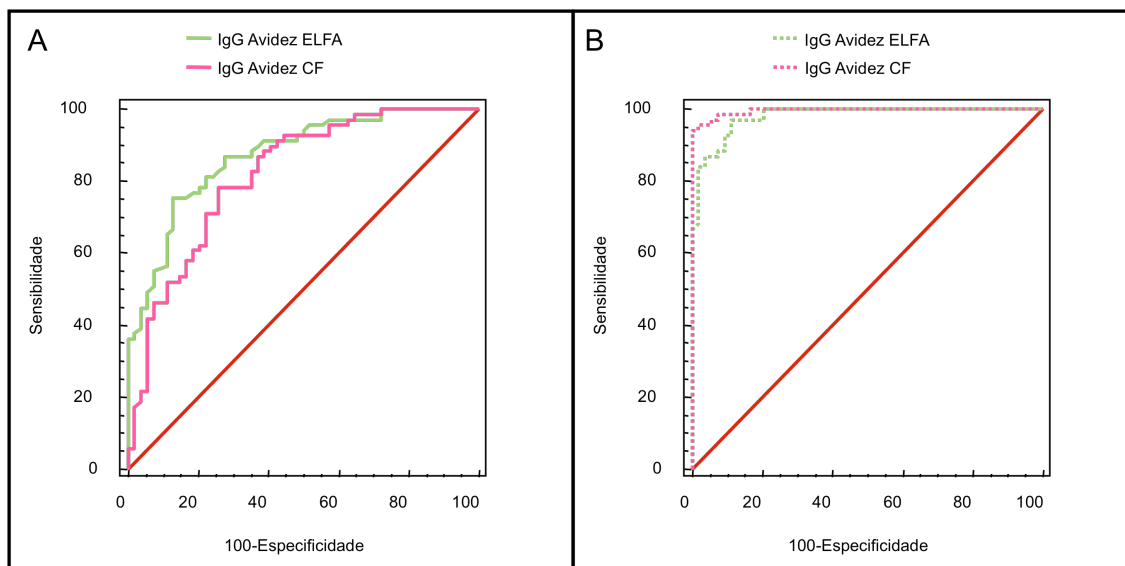 A
IgG Avidez ELFA
IgG Avidez CF
100
80
60
40
20
0
Sensibilidade
0 20 40 60 80 100
100-Especificidade
B
IgG Avidez ELFA
IgG Avidez CF
100
80
60
40
20
0
Sensibilidade
0 20 40 60 80 100
100-Especificidade